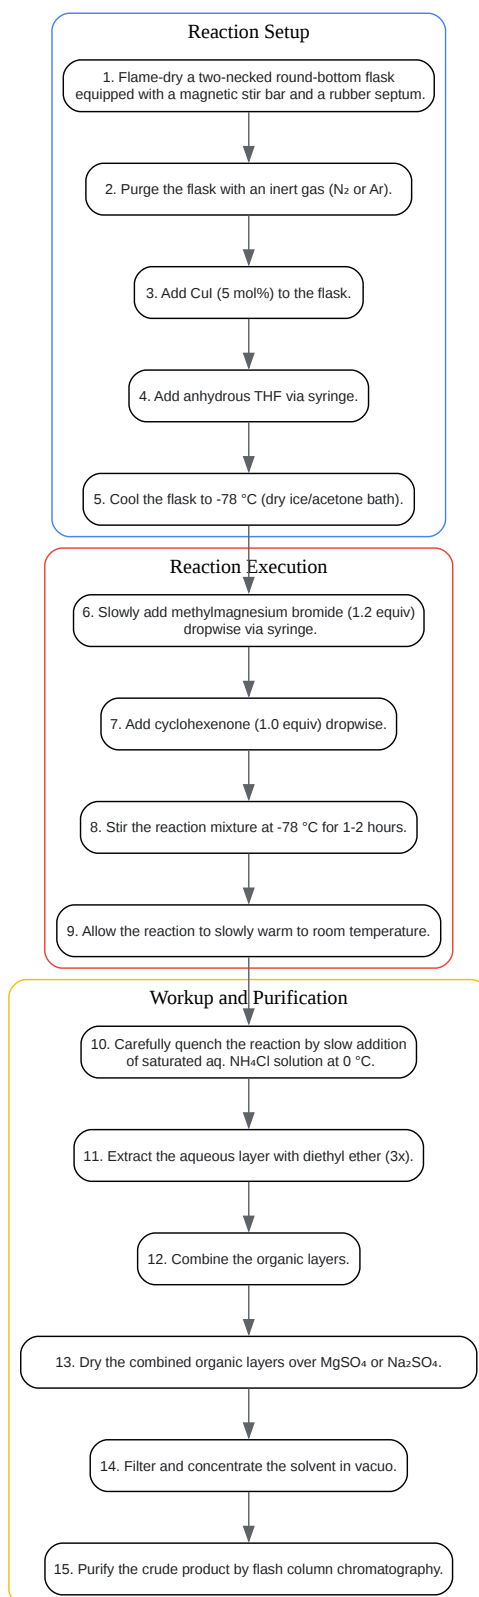 Reaction Setup
1. Flame-dry a two-necked round-bottom flask
equipped with a magnetic stir bar and a rubber septum.
2. Purge the flask with an inert gas (N₂ or Ar).
3. Add CuI (5 mol%) to the flask.
4. Add anhydrous THF via syringe.
5. Cool the flask to -78 °C (dry ice/acetone bath).
Reaction Execution
6. Slowly add methylmagnesium bromide (1.2 equiv)
dropwise via syringe.
7. Add cyclohexenone (1.0 equiv) dropwise.
8. Stir the reaction mixture at -78 °C for 1-2 hours.
9. Allow the reaction to slowly warm to room temperature.
Workup and Purification
10. Carefully quench the reaction by slow addition
of saturated aq. NH₄Cl solution at 0 °C.
11. Extract the aqueous layer with diethyl ether (3x).
12. Combine the organic layers.
13. Dry the combined organic layers over MgSO₄ or Na₂SO₄.
14. Filter and concentrate the solvent in vacuo.
15. Purify the crude product by flash column chromatography.